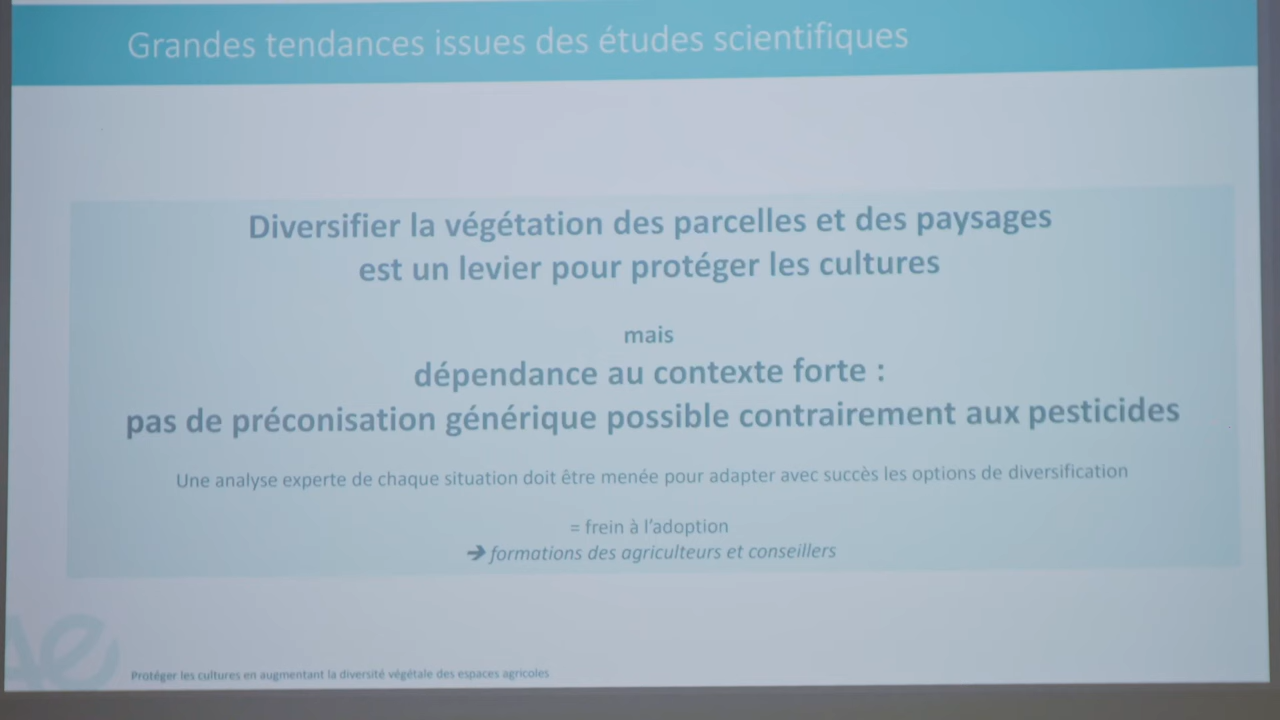 Grandes tendances issues des études scientifiques
Diversifier la végétation des parcelles et des paysages
est un levier pour protéger les cultures
mais
dépendance au contexte forte :
pas de préconisation générique possible contrairement aux pesticides
Une analyse experte de chaque situation doit être menée pour adapter avec succès les options de diversification
= frein à l'adoption
➔ formations des agriculteurs et conseillers
Protéger les cultures en augmentant la diversité végétale des espaces agricoles